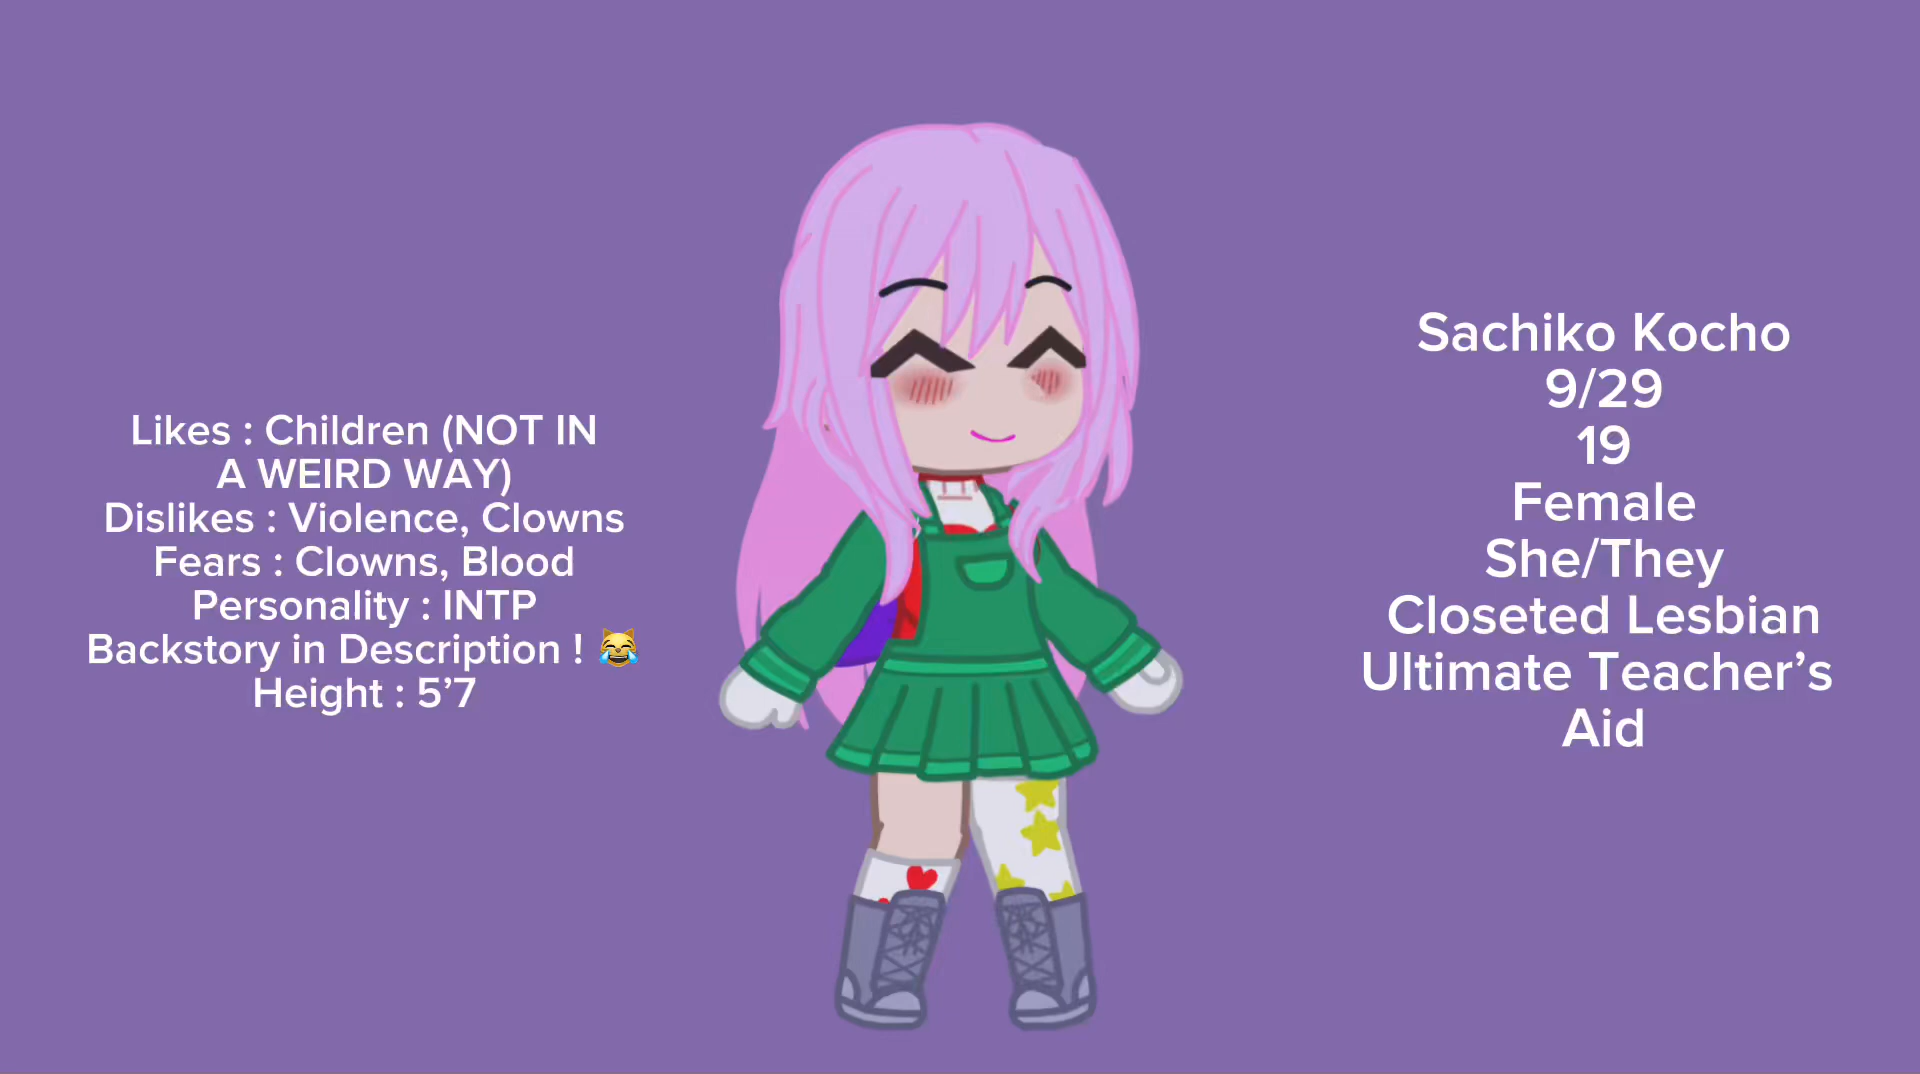 Likes : Children (NOT IN
A WEIRD WAY)
Dislikes : Violence, Clowns
Fears : Clowns, Blood
Personality : INTP
Backstory in Description ! 😹
Height : 5’7
Sachiko Kocho
9/29
19
Female
She/They
Closeted Lesbian
Ultimate Teacher’s
Aid